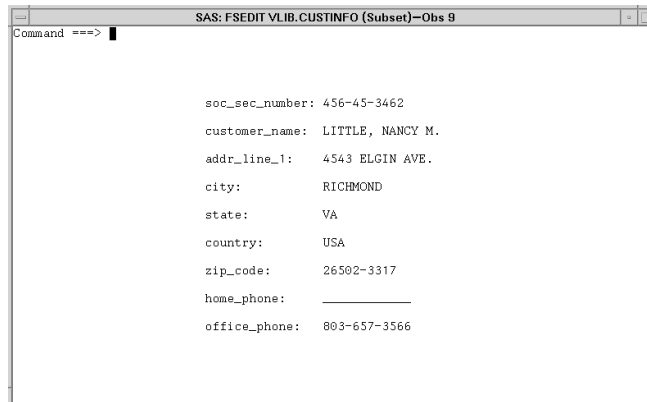 SAS: FSEDIT VLIB.CUSTINFO (Subset)—Obs 9
Command ===>
soc_sec_number: 456-45-3462
customer_name: LITTLE, NANCY M.
addr_line_1: 4543 ELGIN AVE.
city: RICHMOND
state: VA
country: USA
zip_code: 26502-3317
home_phone: ____________
office_phone: 803-657-3566